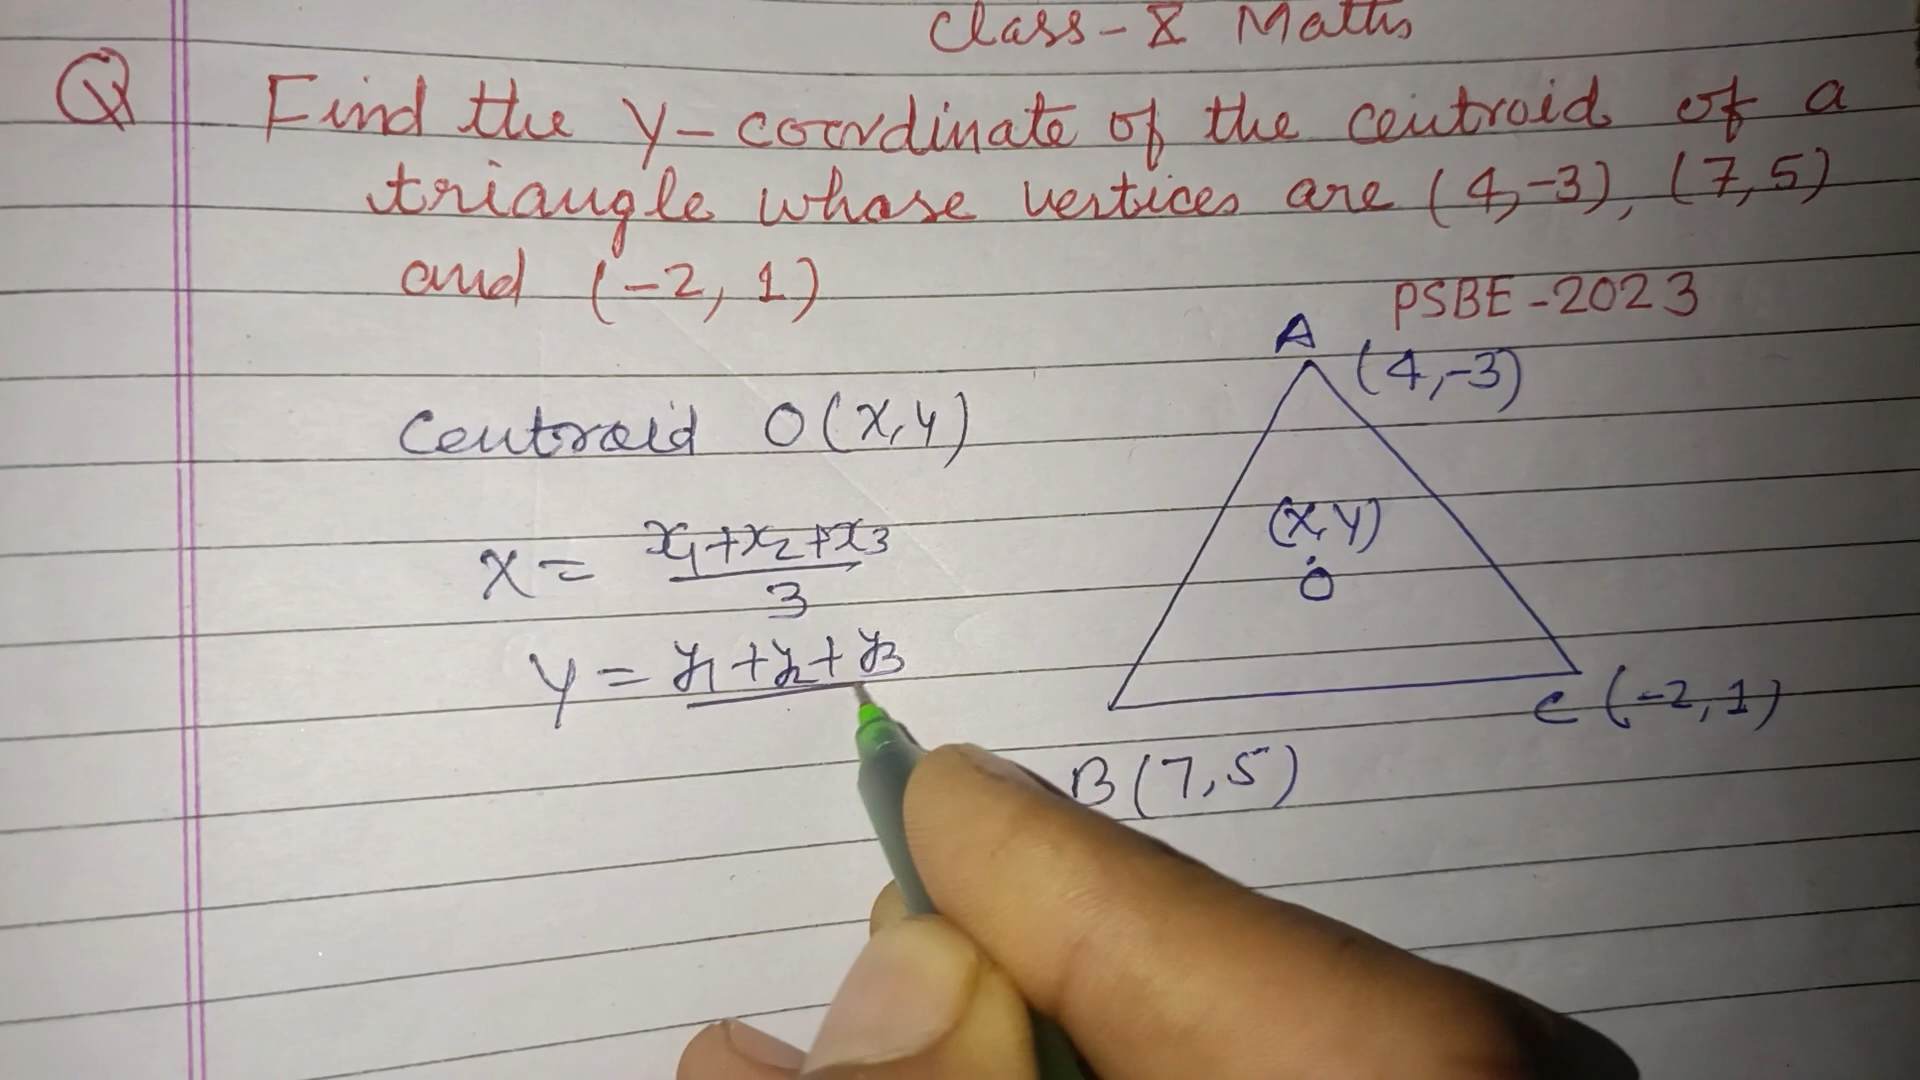 Class-X Maths
Q Find the y-coordinate of the centroid of a
triangle whose vertices are (4,-3), (7,5)
and (-2, 1)
PSBE-2023
A (4,-3)
Centroid O(x,y)
(x,y)
O
x = x1+x2+x3
3
y = y1+y2+y3
C (-2,1)
B (7,5)